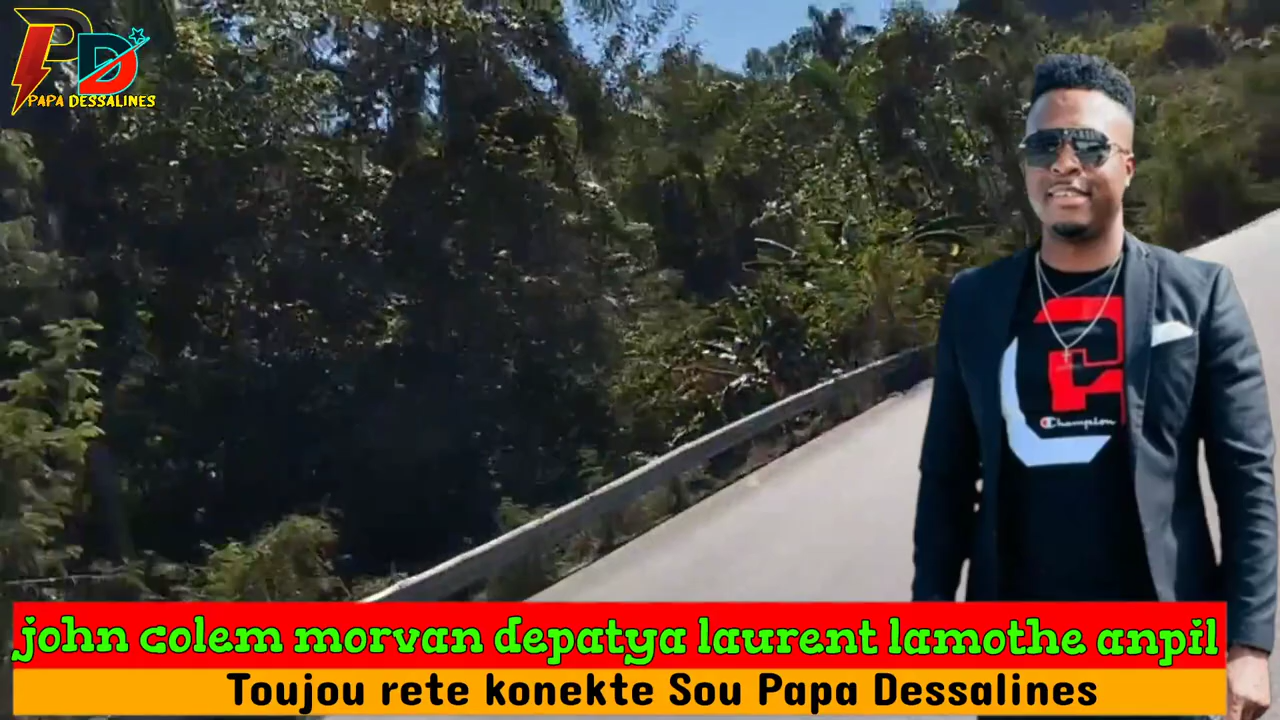 PD
PAPA DESSALINES
Champion
john colem morvan depatya laurent lamothe anpil
Toujou rete konekte Sou Papa Dessalines